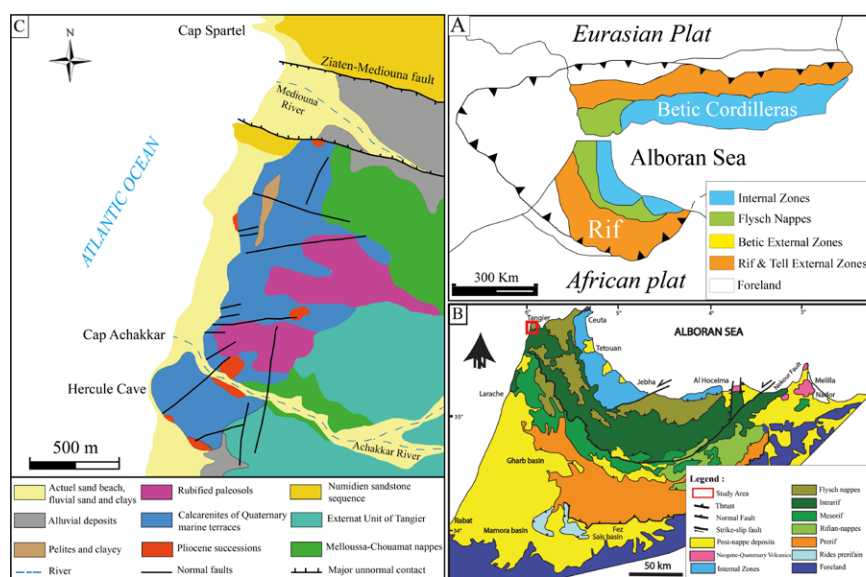 C
N
Cap Spartel
Ziaten-Mediouna fault
Mediouna
River
ATLANTIC OCEAN
Cap Achakkar
Hercule Cave
Achakkar River
500 m
Actuel sand beach,
fluvial sand and clays
Rubified paleosols
Numidien sandstone
sequence
Alluvial deposits
Calcarenites of Quaternary
marine terraces
External Unit of Tangier
Pelites and clayey
Pliocene successions
Melloussa-Chouamat nappes
River
Normal faults
Major unnormal contact
A
Eurasian Plat
Betic Cordilleras
Alboran Sea
Rif
African plat
300 Km
Internal Zones
Flysch Nappes
Betic External Zones
Rif & Tell External Zones
Foreland
B
Tangier
Ceuta
ALBORAN SEA
Tetouan
Larache
Jebha
Al Hoceima
Nekour Fault
Melilla
Nador
35°
Gharb basin
34°
Rabat
Mamora basin
Fez
Sais basin
50 km
Legend :
Study Area
Thrust
Normal Fault
Strike-slip fault
Post-nappe deposits
Neogene-Quaternary Volcanics
Internal Zones
Flysch nappes
Intrarif
Mesorif
Riflan-nappes
Prerif
Rides prerifain
Foreland